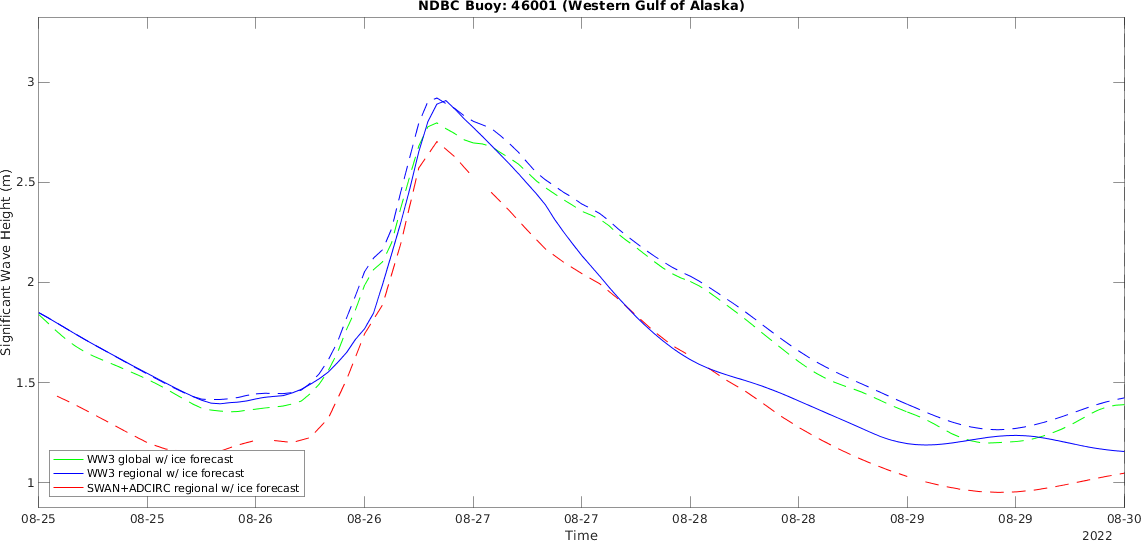 NDBC Buoy: 46001 (Western Gulf of Alaska)
Significant Wave Height (m)
3
2.5
2
1.5
1
WW3 global w/ ice forecast
WW3 regional w/ ice forecast
SWAN+ADCIRC regional w/ ice forecast
08-25 08-25 08-26 08-26 08-27 08-27 08-28 08-28 08-29 08-29 08-30
Time
2022